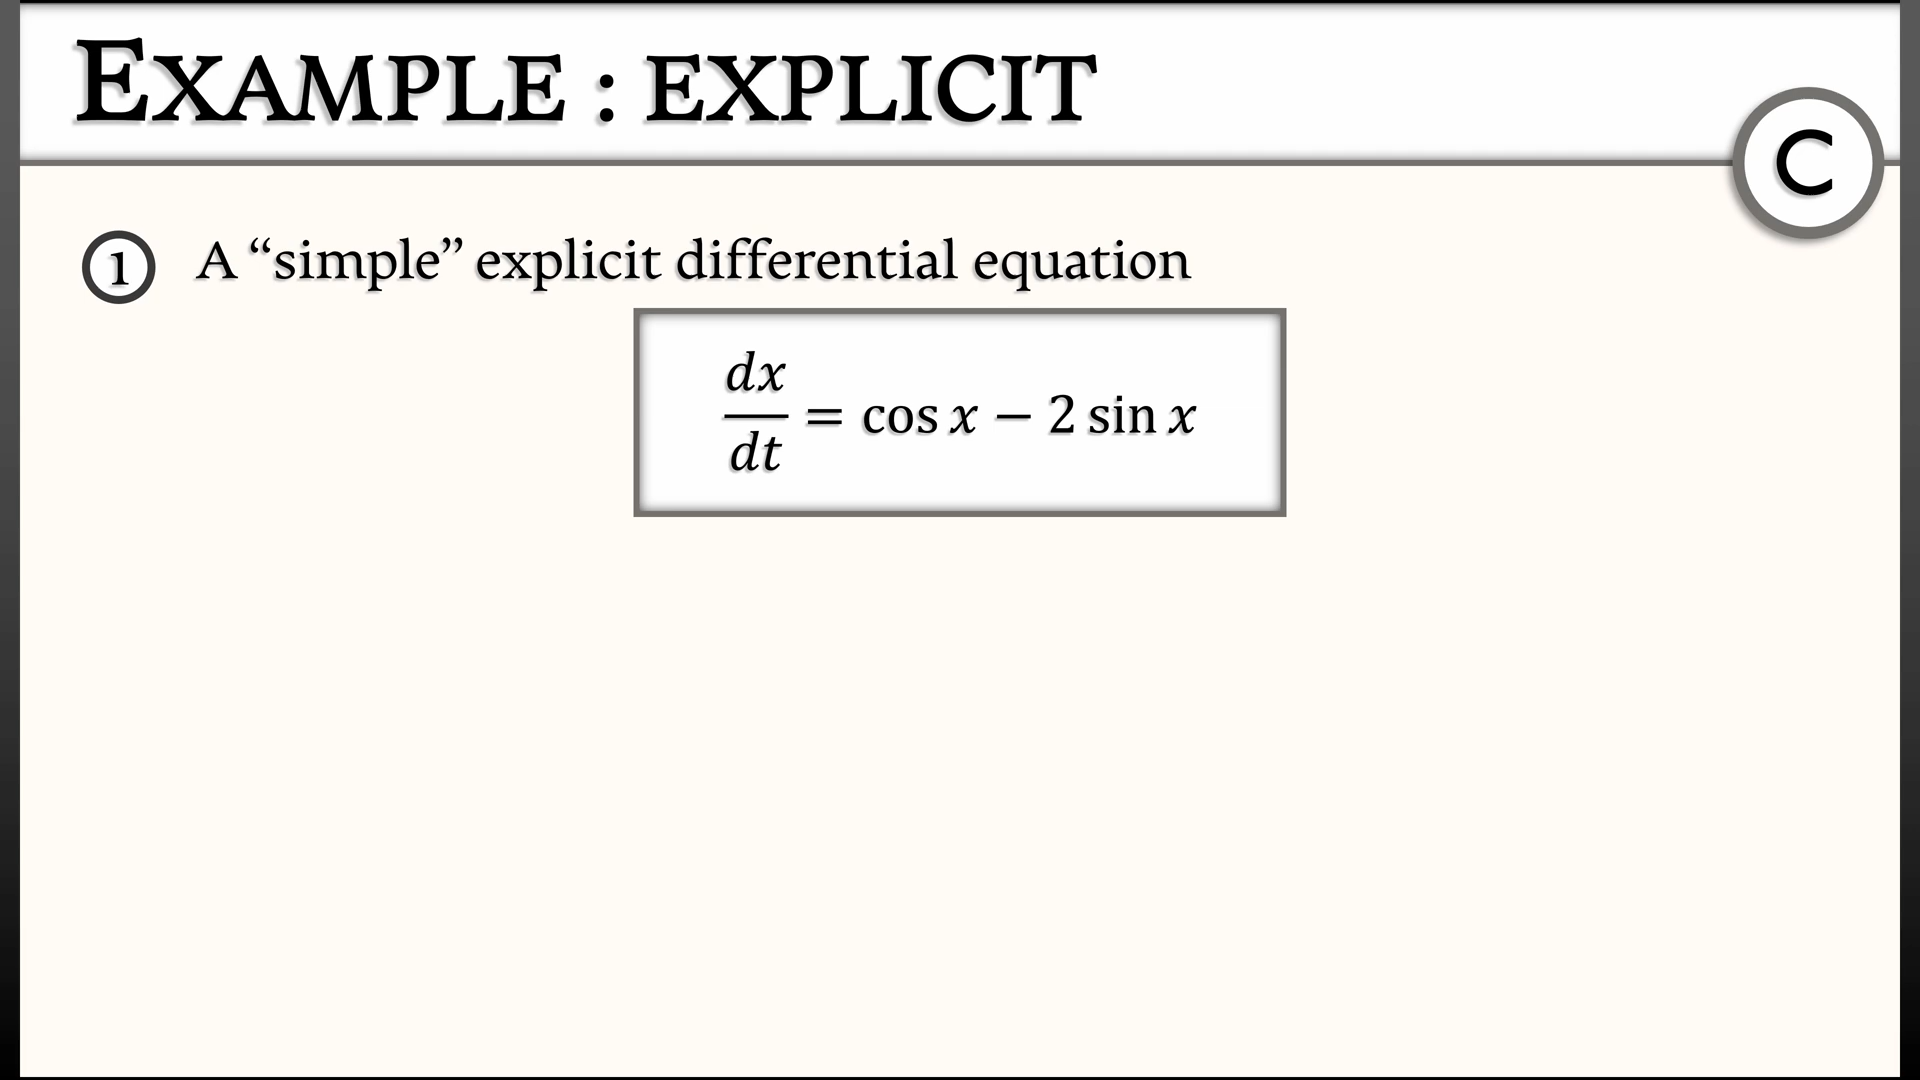 EXAMPLE : EXPLICIT
C
1 A “simple” explicit differential equation
dx/dt = cos x − 2 sin x